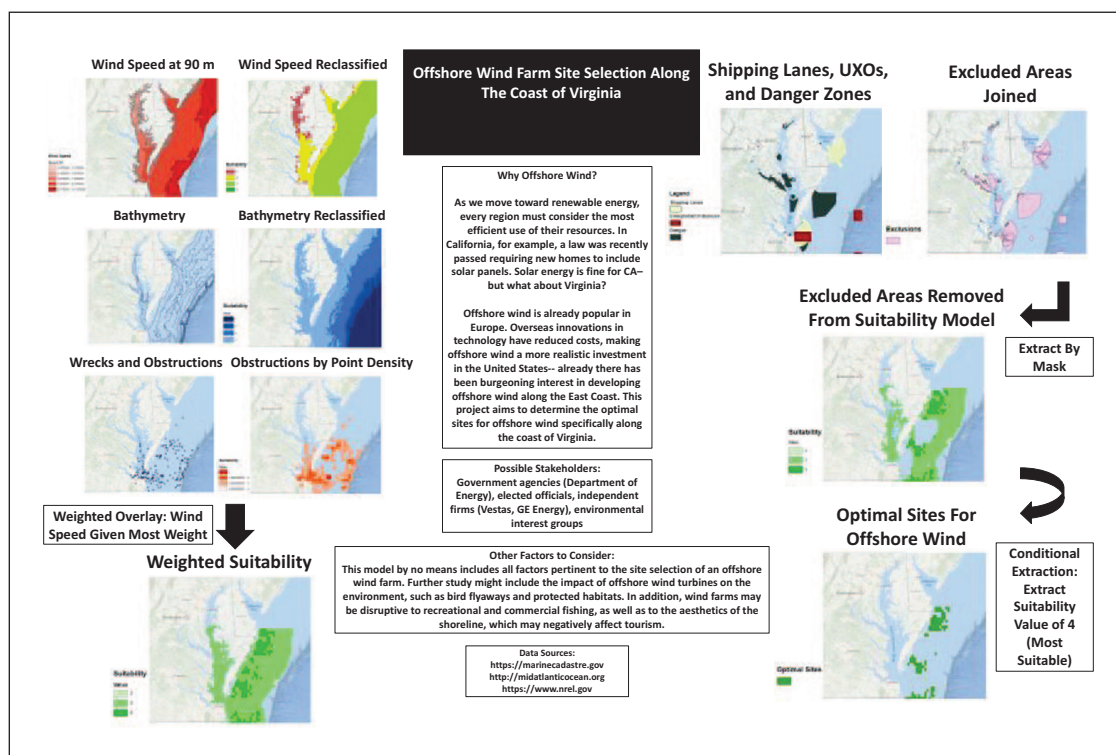 Wind Speed at 90 m
Wind Speed Reclassified
Wind Speed
Suitability
Bathymetry
Bathymetry Reclassified
Suitability
Wrecks and Obstructions
Obstructions by Point Density
Suitability
Weighted Overlay: Wind
Speed Given Most Weight
Weighted Suitability
Suitability
Value
2
3
4
Offshore Wind Farm Site Selection Along
The Coast of Virginia
Why Offshore Wind?
As we move toward renewable energy,
every region must consider the most
efficient use of their resources. In
California, for example, a law was recently
passed requiring new homes to include
solar panels. Solar energy is fine for CA–
but what about Virginia?
Offshore wind is already popular in
Europe. Overseas innovations in
technology have reduced costs, making
offshore wind a more realistic investment
in the United States-- already there has
been burgeoning interest in developing
offshore wind along the East Coast. This
project aims to determine the optimal
sites for offshore wind specifically along
the coast of Virginia.
Possible Stakeholders:
Government agencies (Department of
Energy), elected officials, independent
firms (Vestas, GE Energy), environmental
interest groups
Other Factors to Consider:
This model by no means includes all factors pertinent to the site selection of an offshore
wind farm. Further study might include the impact of offshore wind turbines on the
environment, such as bird flyaways and protected habitats. In addition, wind farms may
be disruptive to recreational and commercial fishing, as well as to the aesthetics of the
shoreline, which may negatively affect tourism.
Data Sources:
https://marinecadastre.gov
http://midatlanticocean.org
https://www.nrel.gov
Shipping Lanes, UXOs,
and Danger Zones
Legend
Shipping Lanes
Danger
Excluded Areas
Joined
Exclusions
Excluded Areas Removed
From Suitability Model
Extract By
Mask
Suitability
Value
Optimal Sites For
Offshore Wind
Conditional
Extraction:
Extract
Suitability
Value of 4
(Most
Suitable)
Optimal Sites